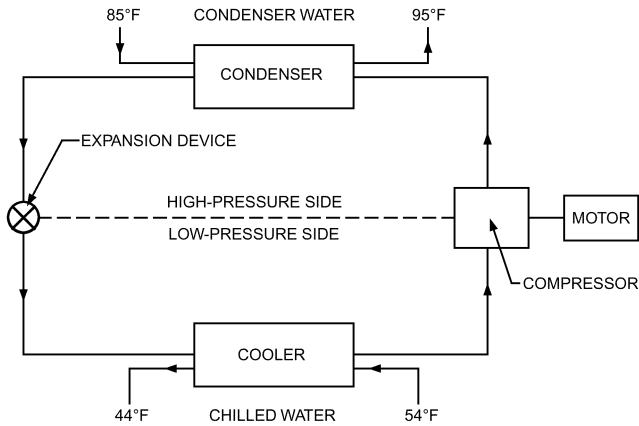 85°F
CONDENSER WATER
95°F
CONDENSER
EXPANSION DEVICE
HIGH-PRESSURE SIDE
LOW-PRESSURE SIDE
MOTOR
COMPRESSOR
COOLER
44°F
CHILLED WATER
54°F